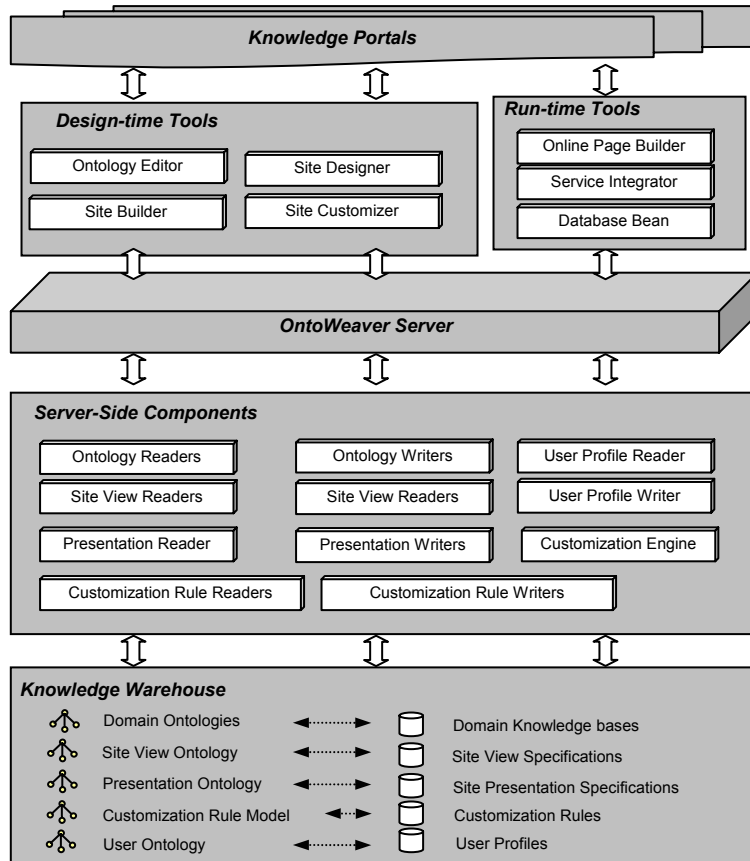 Knowledge Portals
Design-time Tools
Ontology Editor
Site Designer
Site Builder
Site Customizer
Run-time Tools
Online Page Builder
Service Integrator
Database Bean
OntoWeaver Server
Server-Side Components
Ontology Readers
Ontology Writers
User Profile Reader
Site View Readers
Site View Readers
User Profile Writer
Presentation Reader
Presentation Writers
Customization Engine
Customization Rule Readers
Customization Rule Writers
Knowledge Warehouse
Domain Ontologies
Domain Knowledge bases
Site View Ontology
Site View Specifications
Presentation Ontology
Site Presentation Specifications
Customization Rule Model
Customization Rules
User Ontology
User Profiles